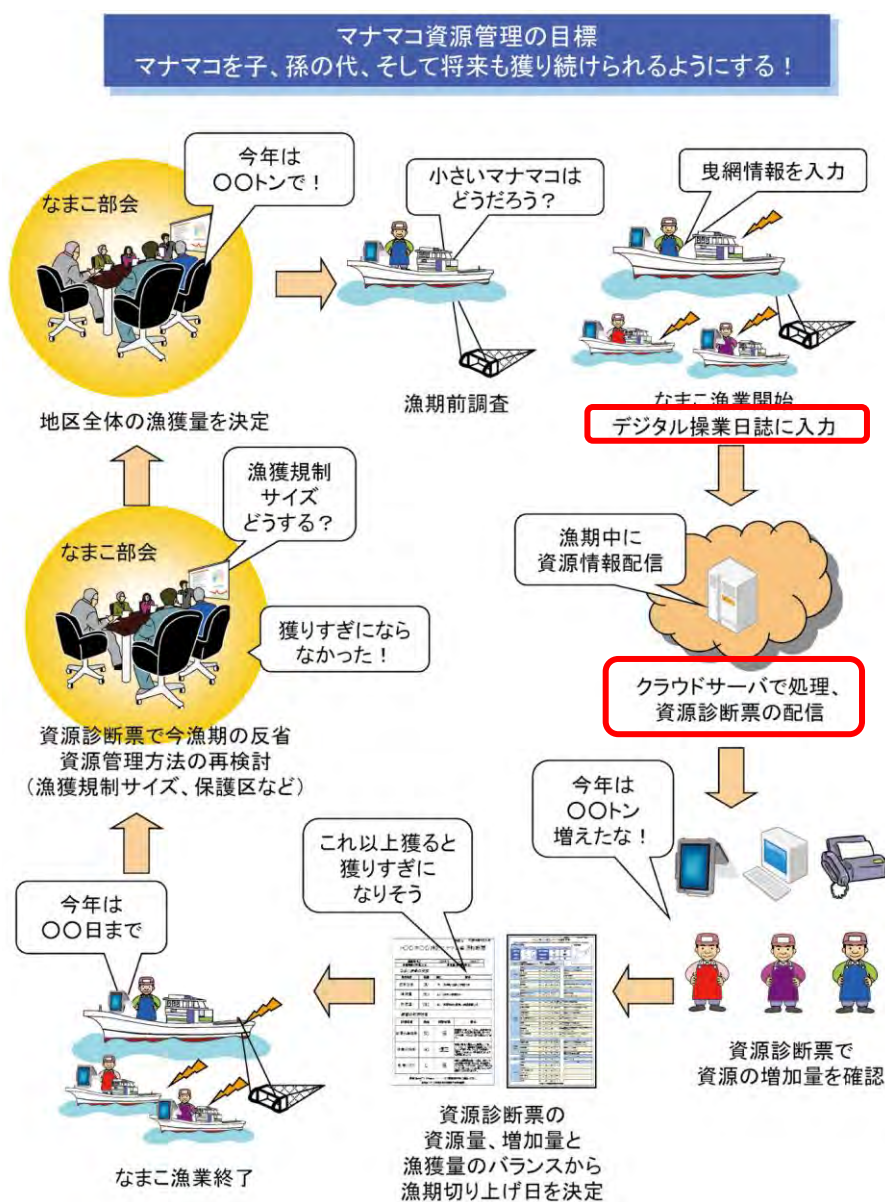 マナマコ資源管理の目標
マナマコを子、孫の代、そして将来も獲り続けられるようにする！
なまこ部会
今年は
〇〇トンで！
地区全体の漁獲量を決定
小さいマナマコは
どうだろう？
漁期前調査
曳網情報を入力
なまこ漁業開始
デジタル操業日誌に入力
漁期中に
資源情報配信
クラウドサーバで処理、
資源診断票の配信
今年は
〇〇トン
増えたな！
資源診断票で
資源の増加量を確認
これ以上獲ると
獲りすぎに
なりそう
資源診断票の
資源量、増加量と
漁獲量のバランスから
漁期切り上げ日を決定
今年は
〇〇日まで
なまこ漁業終了
なまこ部会
漁獲規制
サイズ
どうする？
獲りすぎになら
なかった！
資源診断票で今漁期の反省
資源管理方法の再検討
（漁獲規制サイズ、保護区など）